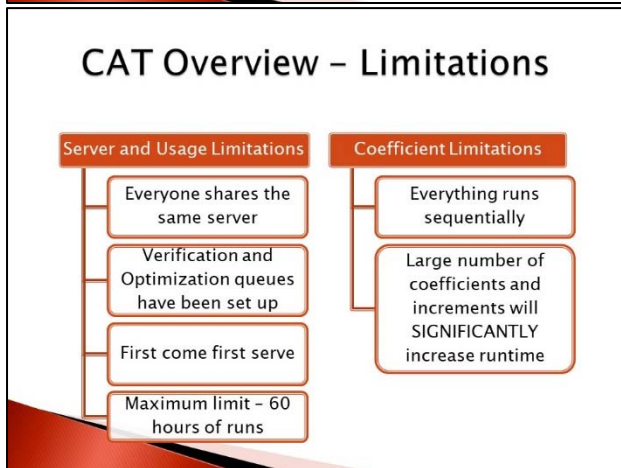 CAT Overview – Limitations
Server and Usage Limitations
Everyone shares the
same server
Verification and
Optimization queues
have been set up
First come first serve
Maximum limit – 60
hours of runs
Coefficient Limitations
Everything runs
sequentially
Large number of
coefficients and
increments will
SIGNIFICANTLY
increase runtime